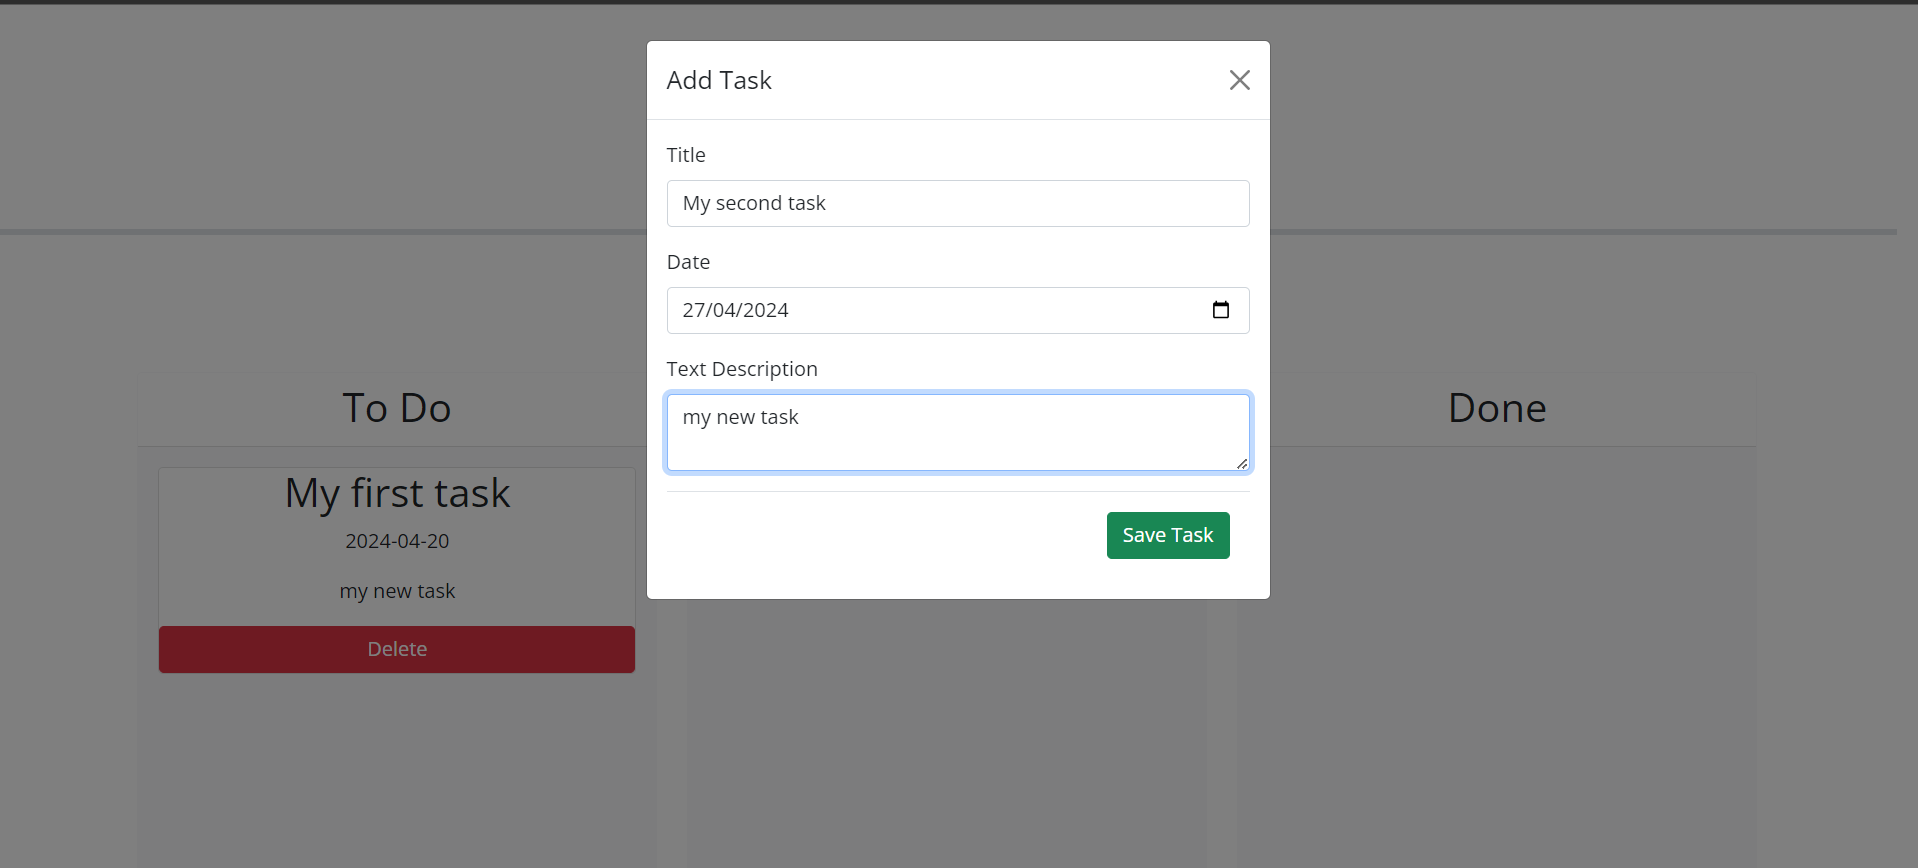 Add Task
Title
My second task
Date
27/04/2024
Text Description
my new task
Save Task
To Do
My first task
2024-04-20
my new task
Delete
Done